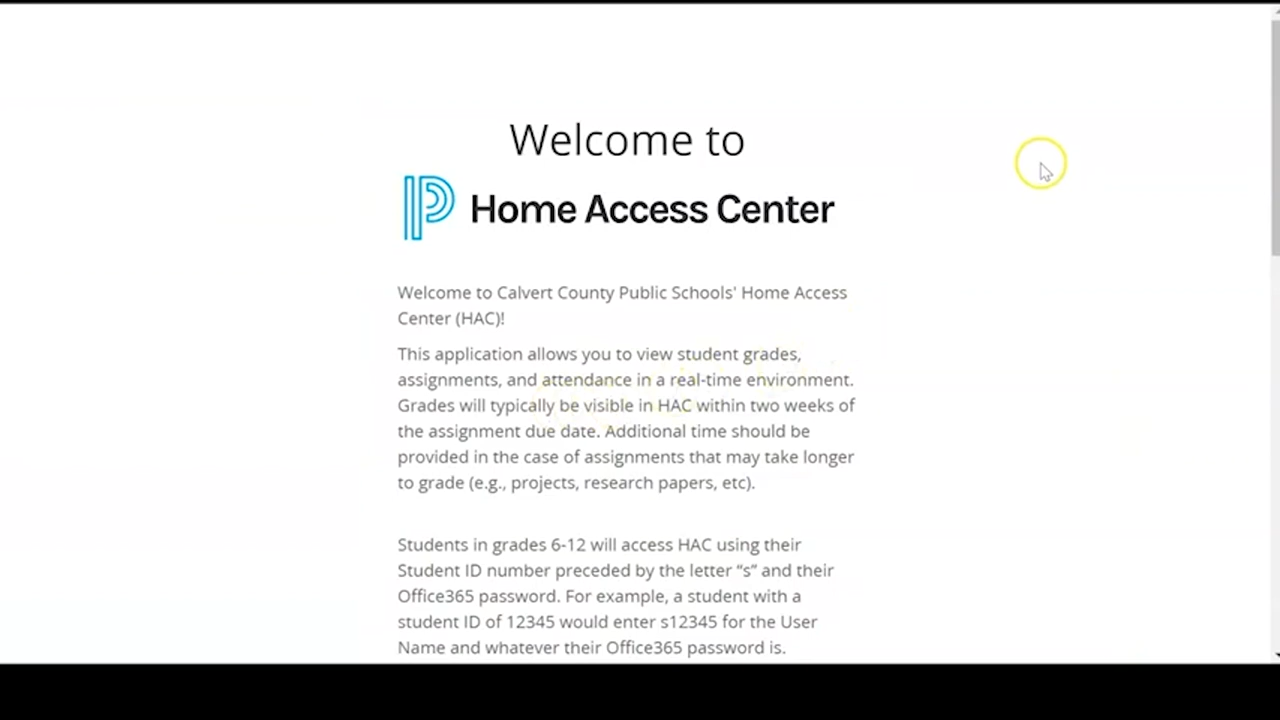 Welcome to
Home Access Center
Welcome to Calvert County Public Schools' Home Access
Center (HAC)!
This application allows you to view student grades,
assignments, and attendance in a real-time environment.
Grades will typically be visible in HAC within two weeks of
the assignment due date. Additional time should be
provided in the case of assignments that may take longer
to grade (e.g., projects, research papers, etc).
Students in grades 6-12 will access HAC using their
Student ID number preceded by the letter “s” and their
Office365 password. For example, a student with a
student ID of 12345 would enter s12345 for the User
Name and whatever their Office365 password is.